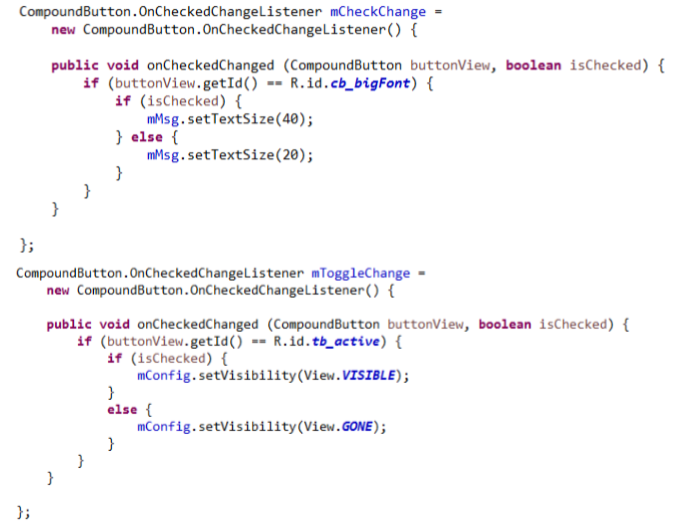 CompoundButton.OnCheckedChangeListener mCheckChange =
new CompoundButton.OnCheckedChangeListener() {
public void onCheckedChanged (CompoundButton buttonView, boolean isChecked) {
if (buttonView.getId() == R.id.cb_bigFont) {
if (isChecked) {
mMsg.setTextSize(40);
} else {
mMsg.setTextSize(20);
}
}
}
};
CompoundButton.OnCheckedChangeListener mToggleChange =
new CompoundButton.OnCheckedChangeListener() {
public void onCheckedChanged (CompoundButton buttonView, boolean isChecked) {
if (buttonView.getId() == R.id.tb_active) {
if (isChecked) {
mConfig.setVisibility(View.VISIBLE);
}
else {
mConfig.setVisibility(View.GONE);
}
}
}
};